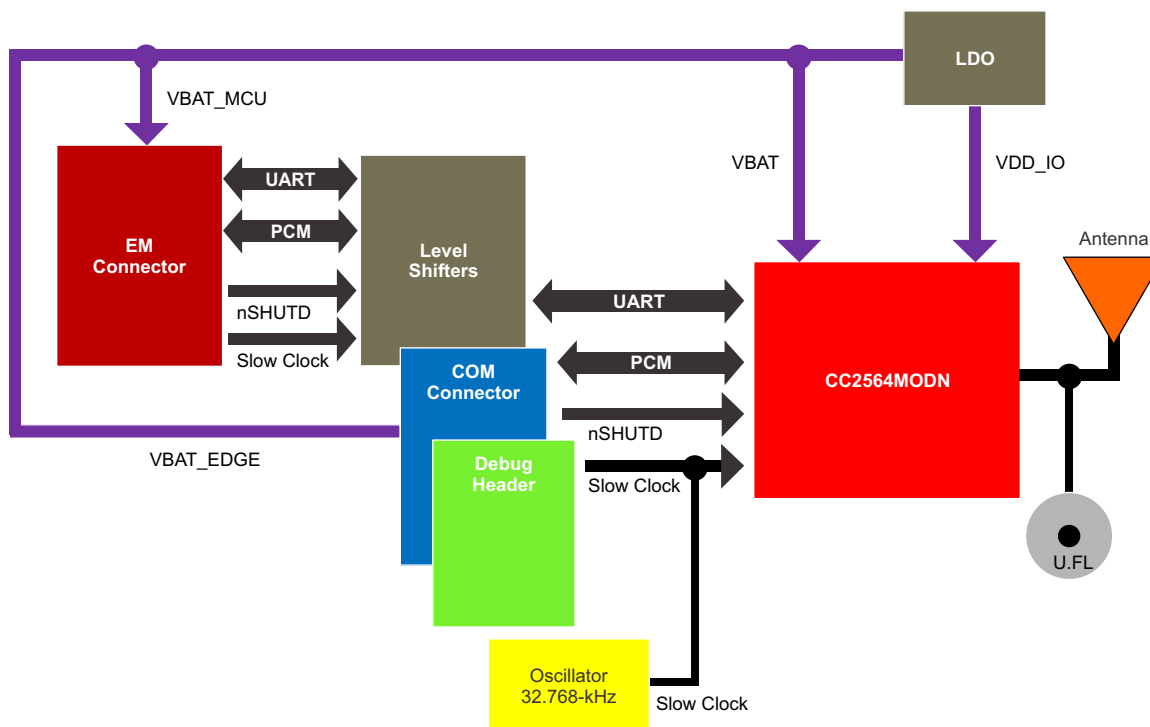 LDO
VBAT_MCU
VBAT
VDD_IO
UART
PCM
EM
Connector
Level
Shifters
nSHUTD
Slow Clock
Antenna
UART
PCM
COM
Connector
CC2564MODN
nSHUTD
VBAT_EDGE
Debug
Header
Slow Clock
U.FL
Oscillator
32.768-kHz
Slow Clock